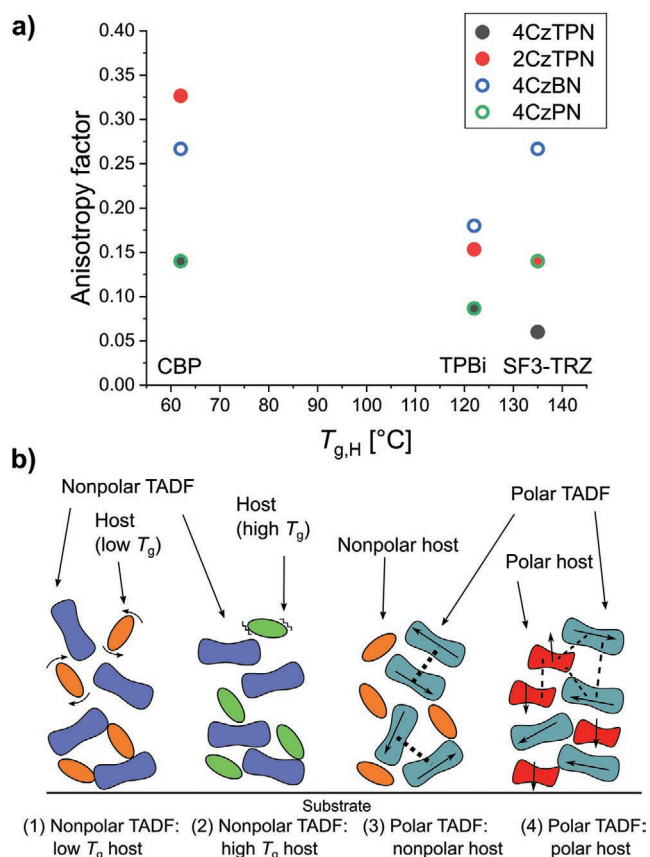 a)
4CzTPN
2CzTPN
4CzBN
4CzPN
0.40
0.35
0.30
0.25
0.20
0.15
0.10
0.05
0.00
Anisotropy factor
CBP
TPBi
SF3-TRZ
60 70 80 90 100 110 120 130 140
Tg,H [°C]
b)
Nonpolar TADF
Host
(low Tg)
Host
(high Tg)
Nonpolar host
Polar TADF
Polar host
Substrate
(1) Nonpolar TADF:
low Tg host
(2) Nonpolar TADF:
high Tg host
(3) Polar TADF:
nonpolar host
(4) Polar TADF:
polar host